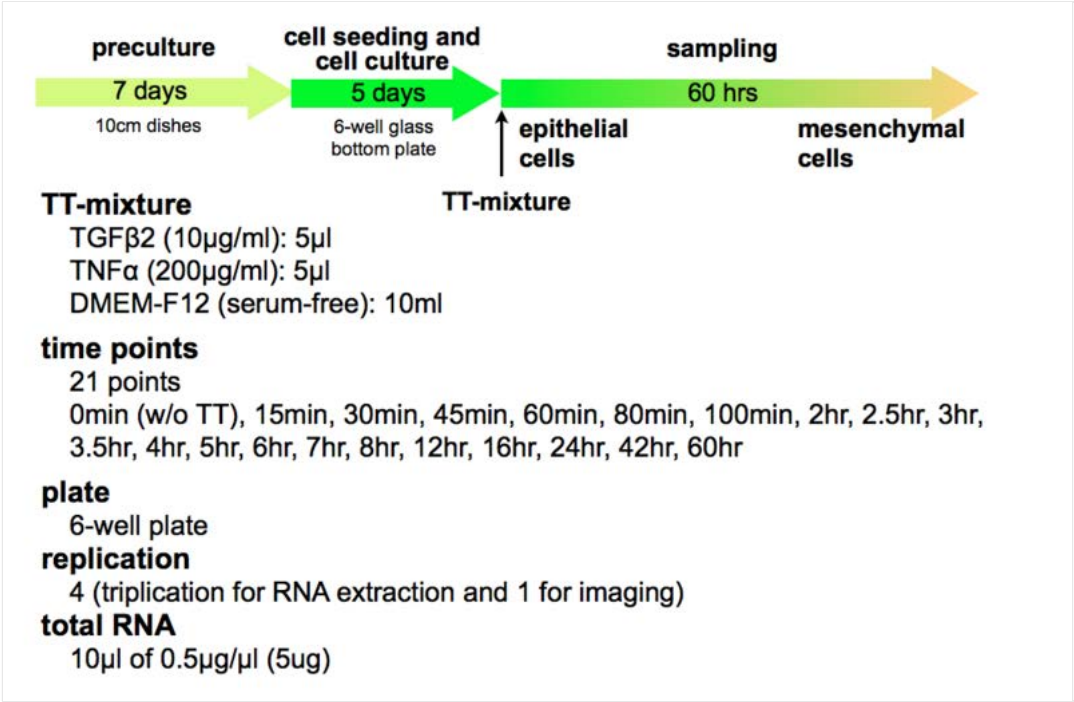 preculture
cell seeding and
cell culture
sampling
7 days
5 days
60 hrs
10cm dishes
6-well glass
bottom plate
epithelial
cells
mesenchymal
cells
TT-mixture
TT-mixture
TGFβ2 (10µg/ml): 5µl
TNFα (200µg/ml): 5µl
DMEM-F12 (serum-free): 10ml
time points
21 points
0min (w/o TT), 15min, 30min, 45min, 60min, 80min, 100min, 2hr, 2.5hr, 3hr,
3.5hr, 4hr, 5hr, 6hr, 7hr, 8hr, 12hr, 16hr, 24hr, 42hr, 60hr
plate
6-well plate
replication
4 (triplication for RNA extraction and 1 for imaging)
total RNA
10µl of 0.5µg/µl (5ug)